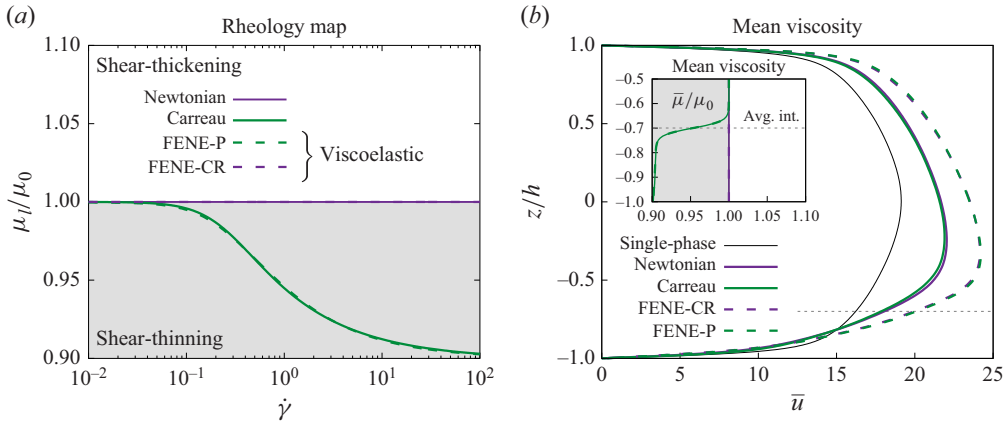 (a)
Rheology map
1.10
1.05
1.00
0.95
0.90
μl/μ0
Shear-thickening
Newtonian
Carreau
FENE-P
FENE-CR
Viscoelastic
Shear-thinning
10−2 10−1 100 101 102
γ̇
(b)
Mean viscosity
1.0
0.5
0
−0.5
−1.0
z/h
Mean viscosity
−0.5
−0.6
−0.7
−0.8
−0.9
−1.0
μ̅/μ0
Avg. int.
0.90 0.95 1.00 1.05 1.10
Single-phase
Newtonian
Carreau
FENE-CR
FENE-P
0 5 10 15 20 25
u̅